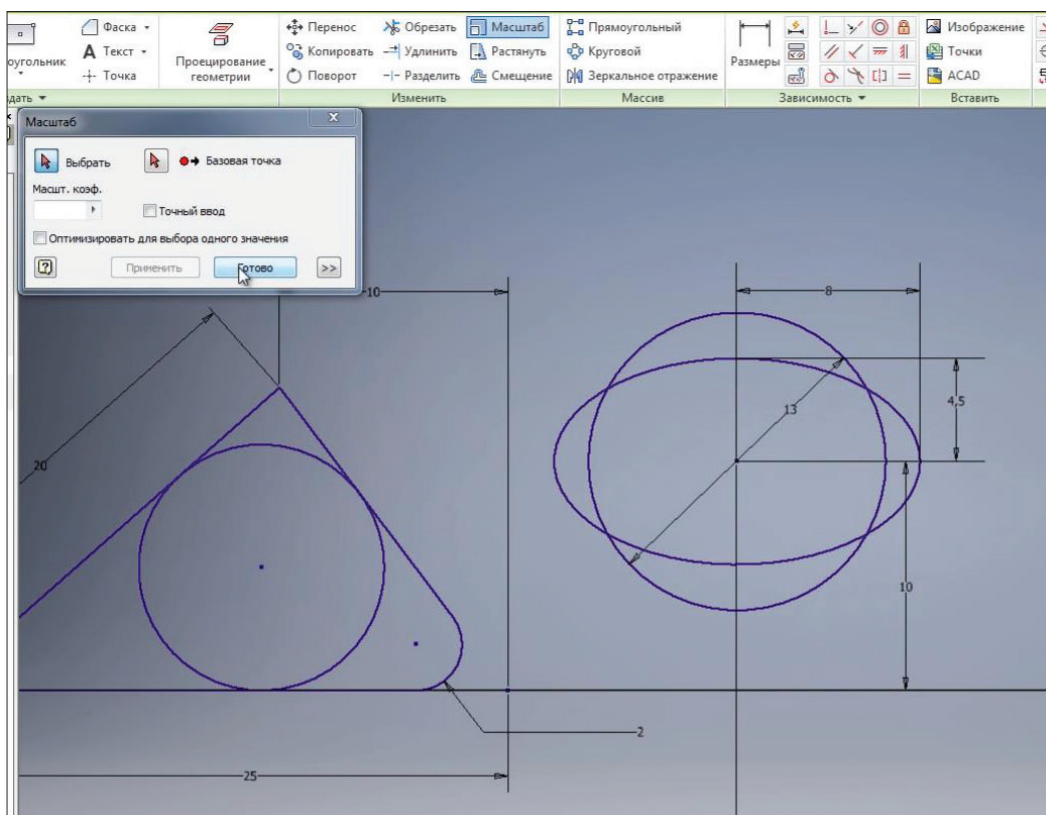 Фаска
Перенос
Обрезать
Масштаб
Прямоугольный
Изображение
оугольник
A Текст
Копировать
Удлинить
Растянуть
Круговой
Точки
Точка
Проецирование
геометрии
Поворот
Разделить
Смещение
Зеркальное отражение
Размеры
ACAD
дать
Изменить
Массив
Зависимость
Вставить
Масштаб
Выбрать
Базовая точка
Масшт. коэф.
Точный ввод
Оптимизировать для выбора одного значения
Применить
Готово
>>
10
8
4,5
13
20
10
2
25